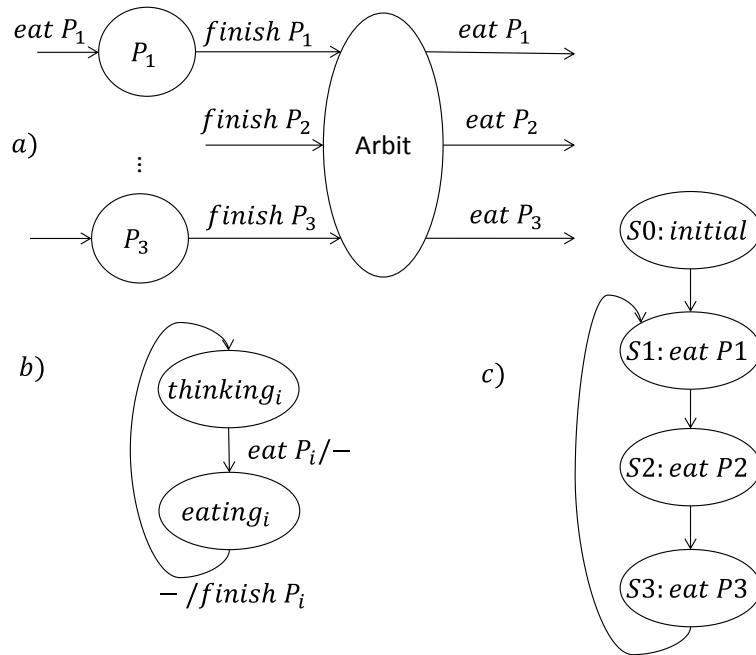 eat P₁
finish P₁
eat P₁
P₁
finish P₂
eat P₂
a)
Arbit
⋮
finish P₃
eat P₃
P₃
S0: initial
b)
thinkingᵢ
S1: eat P1
c)
eat Pᵢ/−
S2: eat P2
eatingᵢ
− /finish Pᵢ
S3: eat P3